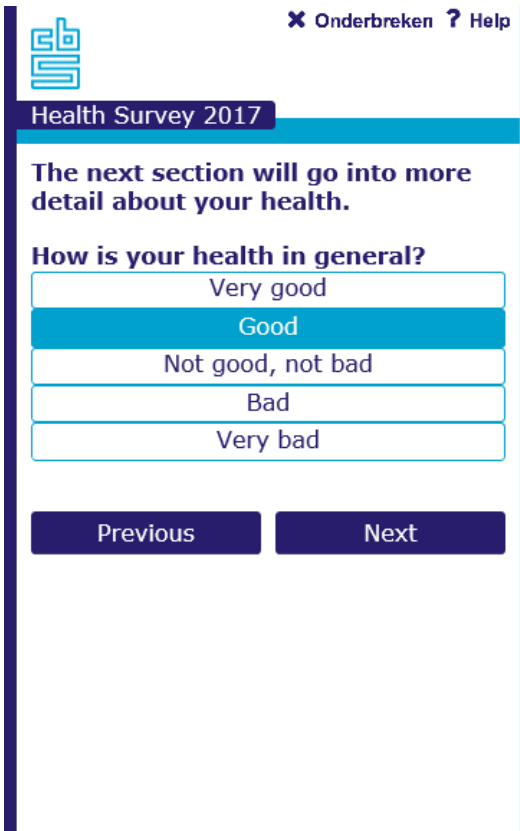 cbs
✖ Onderbreken ? Help
Health Survey 2017
The next section will go into more
detail about your health.
How is your health in general?
Very good
Good
Not good, not bad
Bad
Very bad
Previous
Next